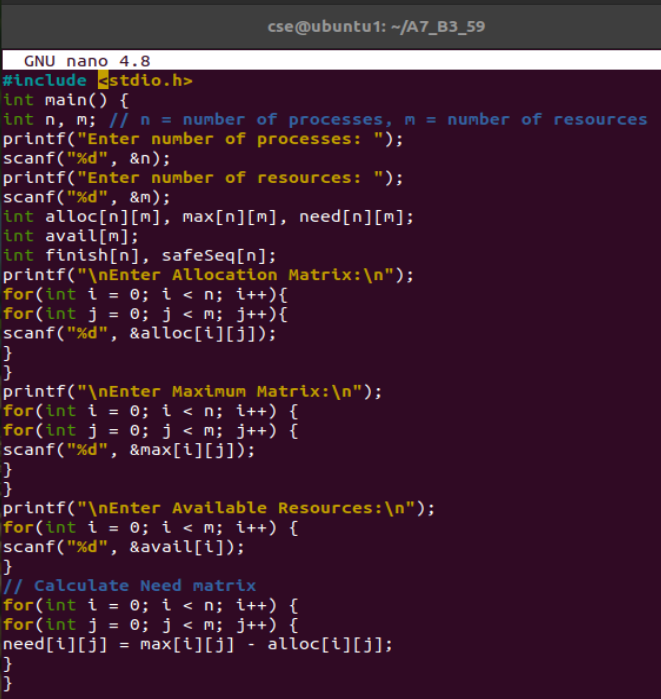 cse@ubuntu1: ~/A7_B3_59
GNU nano 4.8
#include <stdio.h>
int main() {
int n, m; // n = number of processes, m = number of resources
printf("Enter number of processes: ");
scanf("%d", &n);
printf("Enter number of resources: ");
scanf("%d", &m);
int alloc[n][m], max[n][m], need[n][m];
int avail[m];
int finish[n], safeSeq[n];
printf("\nEnter Allocation Matrix:\n");
for(int i = 0; i < n; i++){
for(int j = 0; j < m; j++){
scanf("%d", &alloc[i][j]);
}
}
printf("\nEnter Maximum Matrix:\n");
for(int i = 0; i < n; i++) {
for(int j = 0; j < m; j++) {
scanf("%d", &max[i][j]);
}
}
printf("\nEnter Available Resources:\n");
for(int i = 0; i < m; i++) {
scanf("%d", &avail[i]);
}
// Calculate Need matrix
for(int i = 0; i < n; i++) {
for(int j = 0; j < m; j++) {
need[i][j] = max[i][j] - alloc[i][j];
}
}